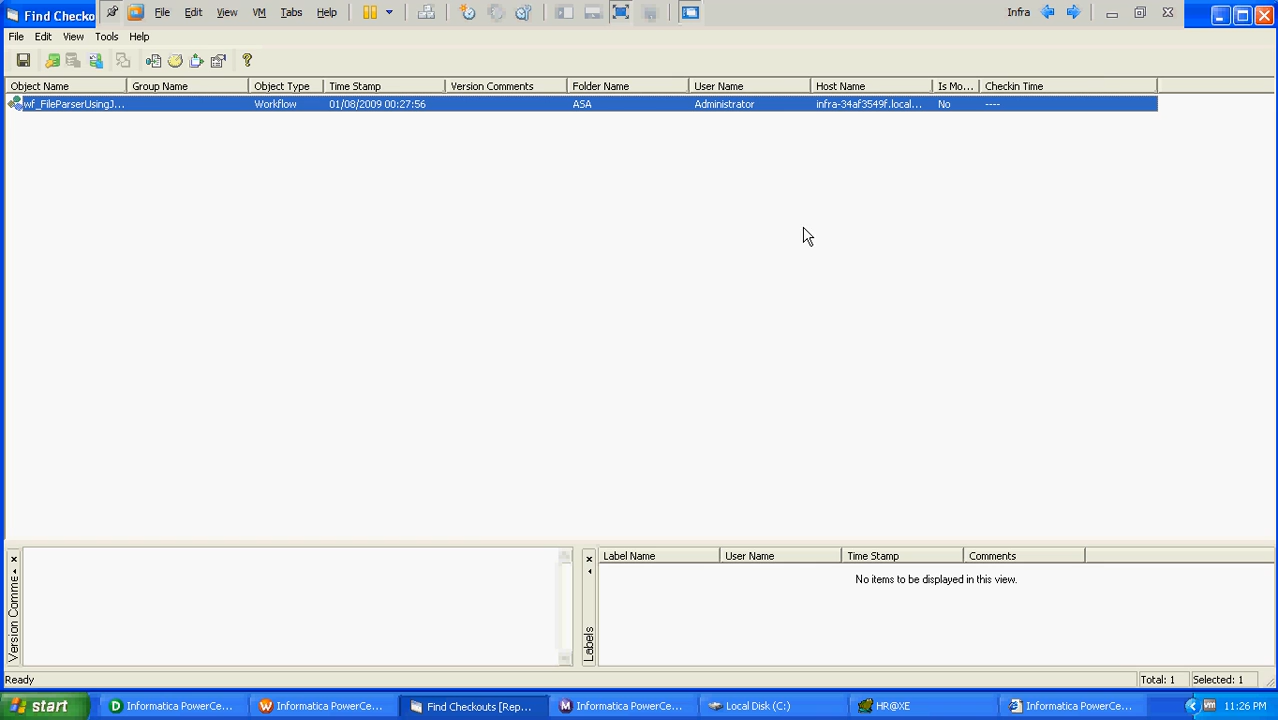 Find Checko
File Edit View VM Tabs Help
Infra
File Edit View Tools Help
Object Name Group Name Object Type Time Stamp Version Comments Folder Name User Name Host Name Is Mo... Checkin Time
wf_FileParserUsingJ... Workflow 01/08/2009 00:27:56 ASA Administrator infra-34af3549f.local... No ----
Version Comme
Labels
Label Name User Name Time Stamp Comments
No items to be displayed in this view.
Ready
Total: 1 Selected: 1
start
D Informatica PowerCe...
W Informatica PowerCe...
Find Checkouts [Rep...
M Informatica PowerCe...
Local Disk (C:)
HR@XE
Informatica PowerCe...
vm
11:26 PM